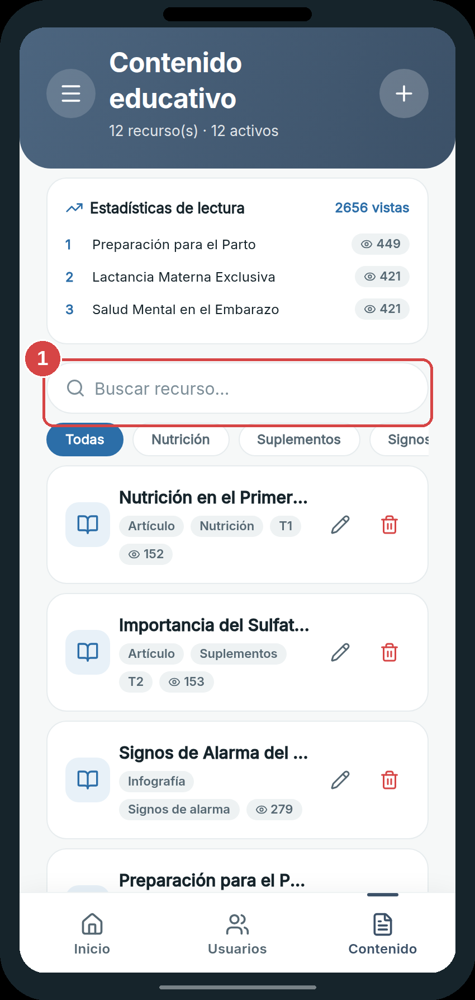 Contenido
educativo
12 recurso(s) · 12 activos
Estadísticas de lectura 2656 vistas
1 Preparación para el Parto 449
2 Lactancia Materna Exclusiva 421
3 Salud Mental en el Embarazo 421
1
Buscar recurso...
Todas Nutrición Suplementos Signos
Nutrición en el Primer...
Artículo Nutrición T1
152
Importancia del Sulfat...
Artículo Suplementos
T2 153
Signos de Alarma del ...
Infografía
Signos de alarma 279
Preparación para el P...
Inicio Usuarios Contenido